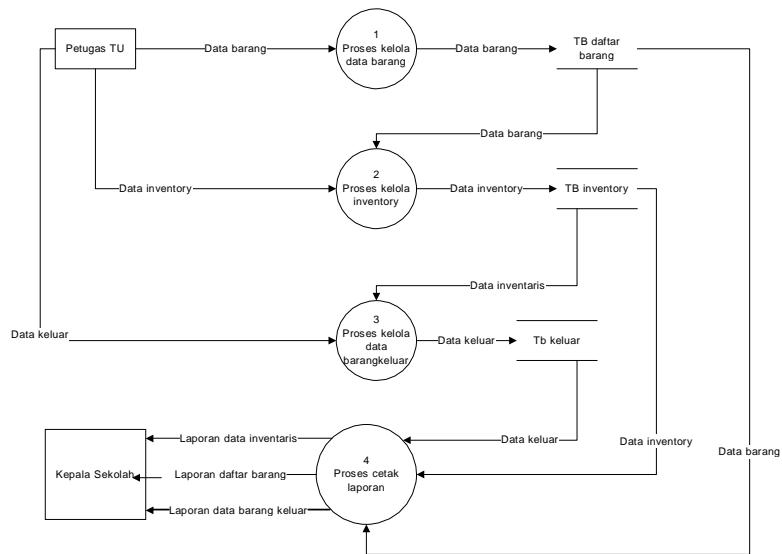 Petugas TU
Data barang
1
Proses kelola
data barang
Data barang
TB daftar
barang
Data barang
Data inventory
2
Proses kelola
inventory
Data inventory
TB inventory
Data inventaris
Data keluar
3
Proses kelola
data
barangkeluar
Data keluar
Tb keluar
Data keluar
Data inventory
Data barang
Kepala Sekolah
Laporan data inventaris
Laporan daftar barang
Laporan data barang keluar
4
Proses cetak
laporan